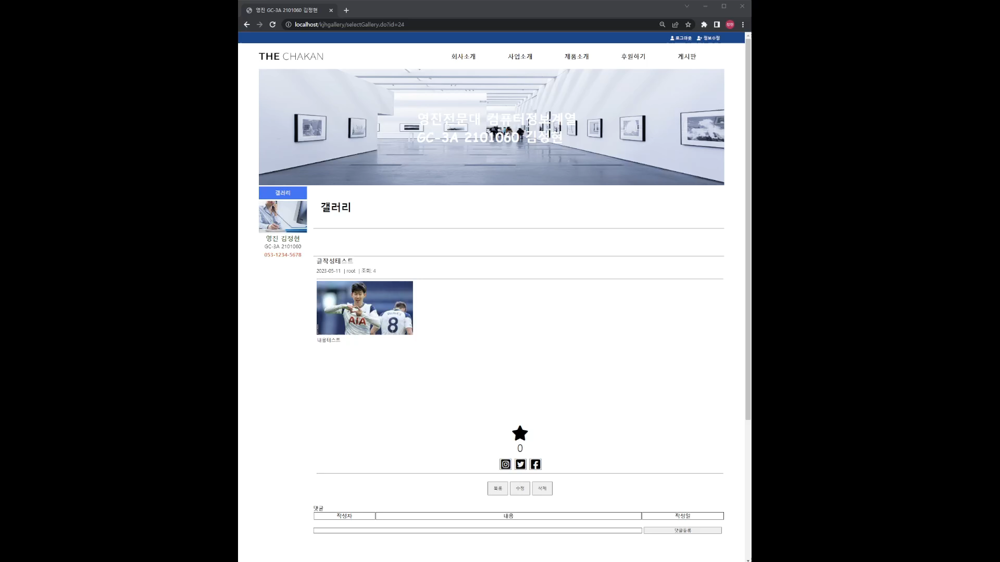 영진 GC-3A 2101060 김정현
localhost/kjhgallery/selectGallery.do?id=24
정현
로그아웃 정보수정
THE CHAKAN
회사소개 사업소개 제품소개 후원하기 게시판
영진전문대 컴퓨터정보계열
GC-3A 2101060 김정현
갤러리
갤러리
영진 김정현
GC-3A 2101060
053-1234-5678
글작성테스트
2023-05-11 | root | 조회: 4
AIA
WINKS
8
내용테스트
0
목록 수정 삭제
댓글
작성자 내용 작성일
댓글등록